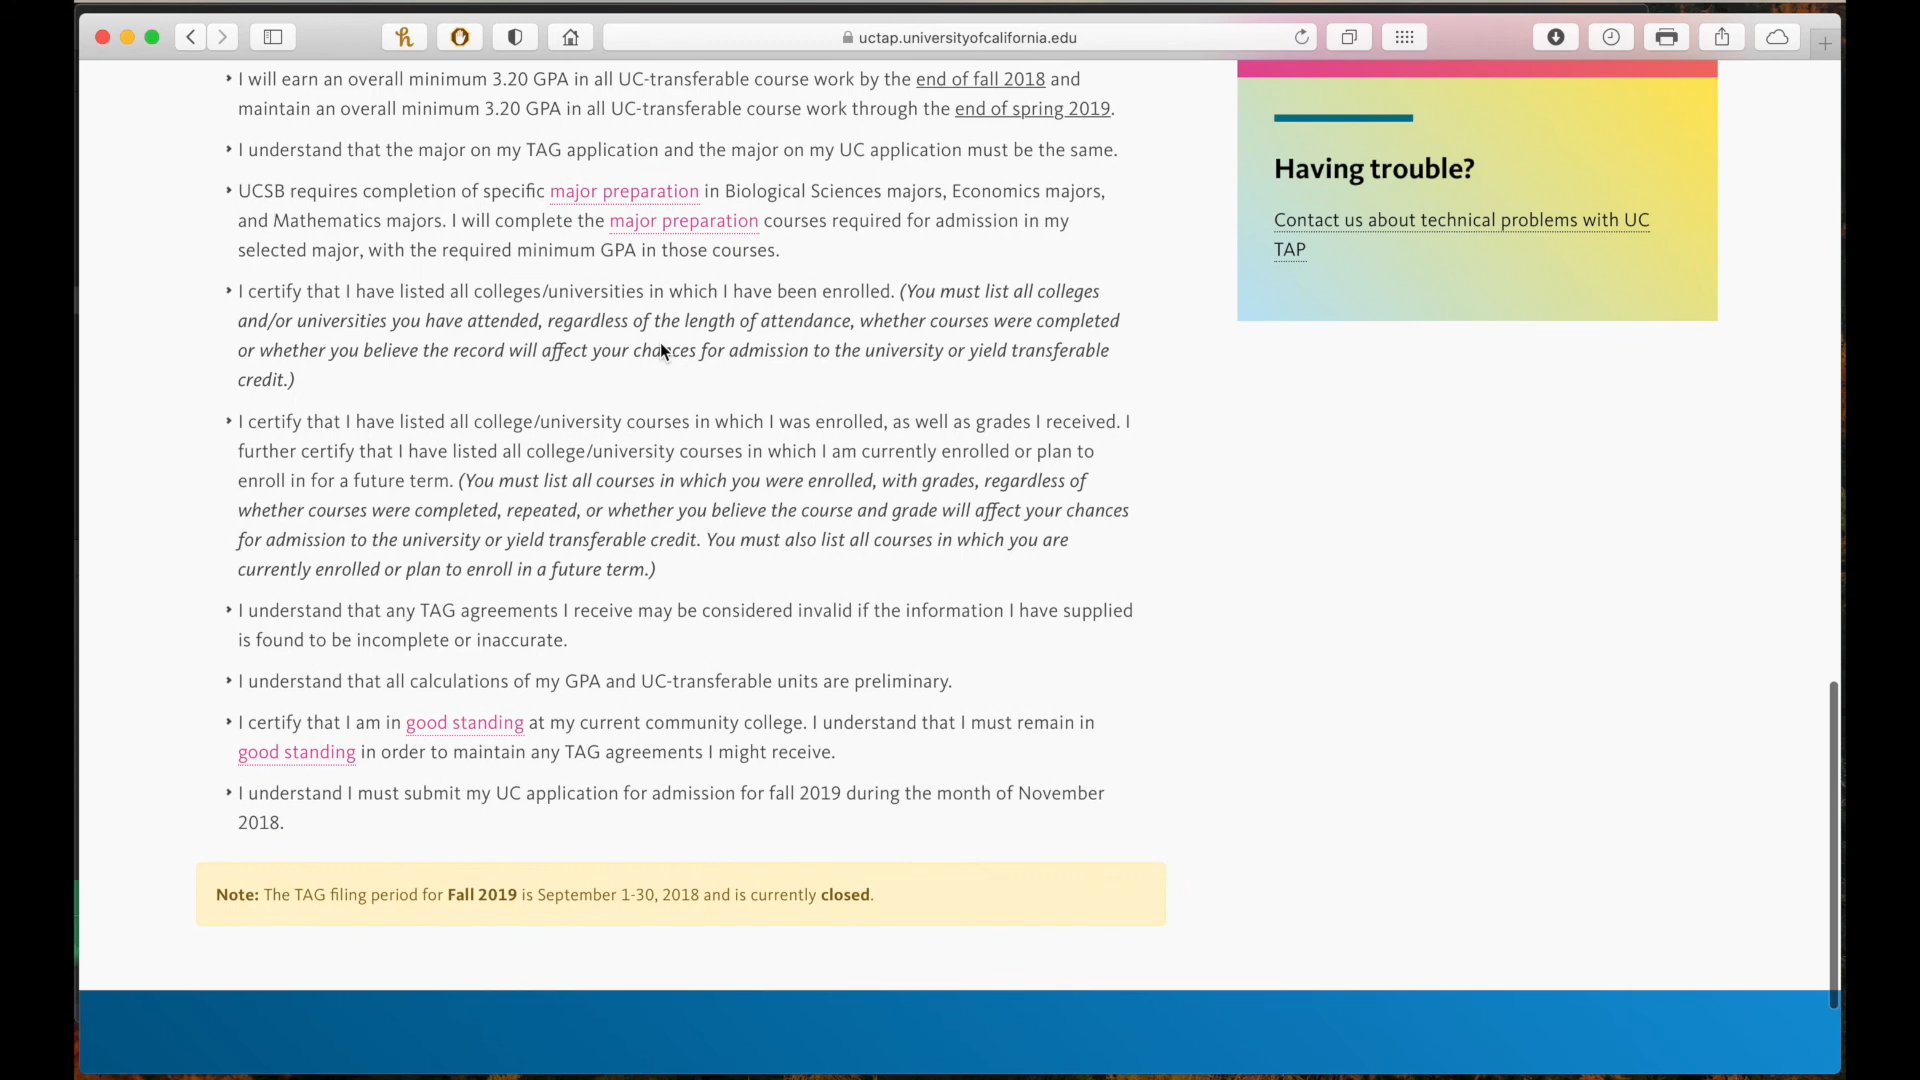 uctap.universityofcalifornia.edu
I will earn an overall minimum 3.20 GPA in all UC-transferable course work by the end of fall 2018 and
maintain an overall minimum 3.20 GPA in all UC-transferable course work through the end of spring 2019.
I understand that the major on my TAG application and the major on my UC application must be the same.
UCSB requires completion of specific major preparation in Biological Sciences majors, Economics majors,
and Mathematics majors. I will complete the major preparation courses required for admission in my
selected major, with the required minimum GPA in those courses.
I certify that I have listed all colleges/universities in which I have been enrolled. (You must list all colleges
and/or universities you have attended, regardless of the length of attendance, whether courses were completed
or whether you believe the record will affect your chances for admission to the university or yield transferable
credit.)
I certify that I have listed all college/university courses in which I was enrolled, as well as grades I received. I
further certify that I have listed all college/university courses in which I am currently enrolled or plan to
enroll in for a future term. (You must list all courses in which you were enrolled, with grades, regardless of
whether courses were completed, repeated, or whether you believe the course and grade will affect your chances
for admission to the university or yield transferable credit. You must also list all courses in which you are
currently enrolled or plan to enroll in a future term.)
I understand that any TAG agreements I receive may be considered invalid if the information I have supplied
is found to be incomplete or inaccurate.
I understand that all calculations of my GPA and UC-transferable units are preliminary.
I certify that I am in good standing at my current community college. I understand that I must remain in
good standing in order to maintain any TAG agreements I might receive.
I understand I must submit my UC application for admission for fall 2019 during the month of November
2018.
Note: The TAG filing period for Fall 2019 is September 1-30, 2018 and is currently closed.
Having trouble?
Contact us about technical problems with UC
TAP